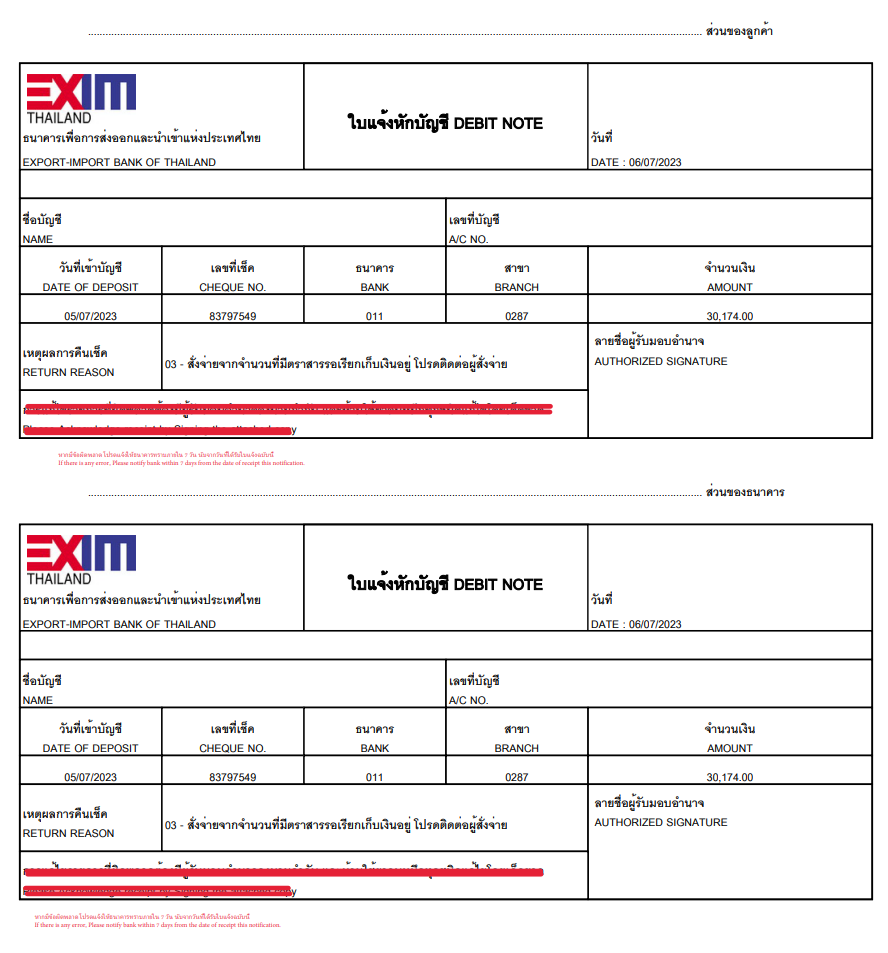 ส่วนของลูกค้า
EXIM
THAILAND
ธนาคารเพื่อการส่งออกและนำเข้าแห่งประเทศไทย
EXPORT-IMPORT BANK OF THAILAND
ใบแจ้งหักบัญชี DEBIT NOTE
วันที่
DATE : 06/07/2023
ชื่อบัญชี
NAME
เลขที่บัญชี
A/C NO.
วันที่เข้าบัญชี เลขที่เช็ค ธนาคาร สาขา จำนวนเงิน
DATE OF DEPOSIT CHEQUE NO. BANK BRANCH AMOUNT
05/07/2023 83797549 011 0287 30,174.00
เหตุผลการคืนเช็ค
RETURN REASON
03 - สั่งจ่ายจากจำนวนที่มีตราสารรอเรียกเก็บเงินอยู่ โปรดติดต่อผู้สั่งจ่าย
ลายชื่อผู้รับมอบอำนาจ
AUTHORIZED SIGNATURE
หากมีข้อผิดพลาด โปรดแจ้งให้ธนาคารทราบภายใน 7 วัน นับจากวันที่ได้รับใบแจ้งฉบับนี้
If there is any error, Please notify bank within 7 days from the date of receipt this notification.
ส่วนของธนาคาร
EXIM
THAILAND
ธนาคารเพื่อการส่งออกและนำเข้าแห่งประเทศไทย
EXPORT-IMPORT BANK OF THAILAND
ใบแจ้งหักบัญชี DEBIT NOTE
วันที่
DATE : 06/07/2023
ชื่อบัญชี
NAME
เลขที่บัญชี
A/C NO.
วันที่เข้าบัญชี เลขที่เช็ค ธนาคาร สาขา จำนวนเงิน
DATE OF DEPOSIT CHEQUE NO. BANK BRANCH AMOUNT
05/07/2023 83797549 011 0287 30,174.00
เหตุผลการคืนเช็ค
RETURN REASON
03 - สั่งจ่ายจากจำนวนที่มีตราสารรอเรียกเก็บเงินอยู่ โปรดติดต่อผู้สั่งจ่าย
ลายชื่อผู้รับมอบอำนาจ
AUTHORIZED SIGNATURE
หากมีข้อผิดพลาด โปรดแจ้งให้ธนาคารทราบภายใน 7 วัน นับจากวันที่ได้รับใบแจ้งฉบับนี้
If there is any error, Please notify bank within 7 days from the date of receipt this notification.